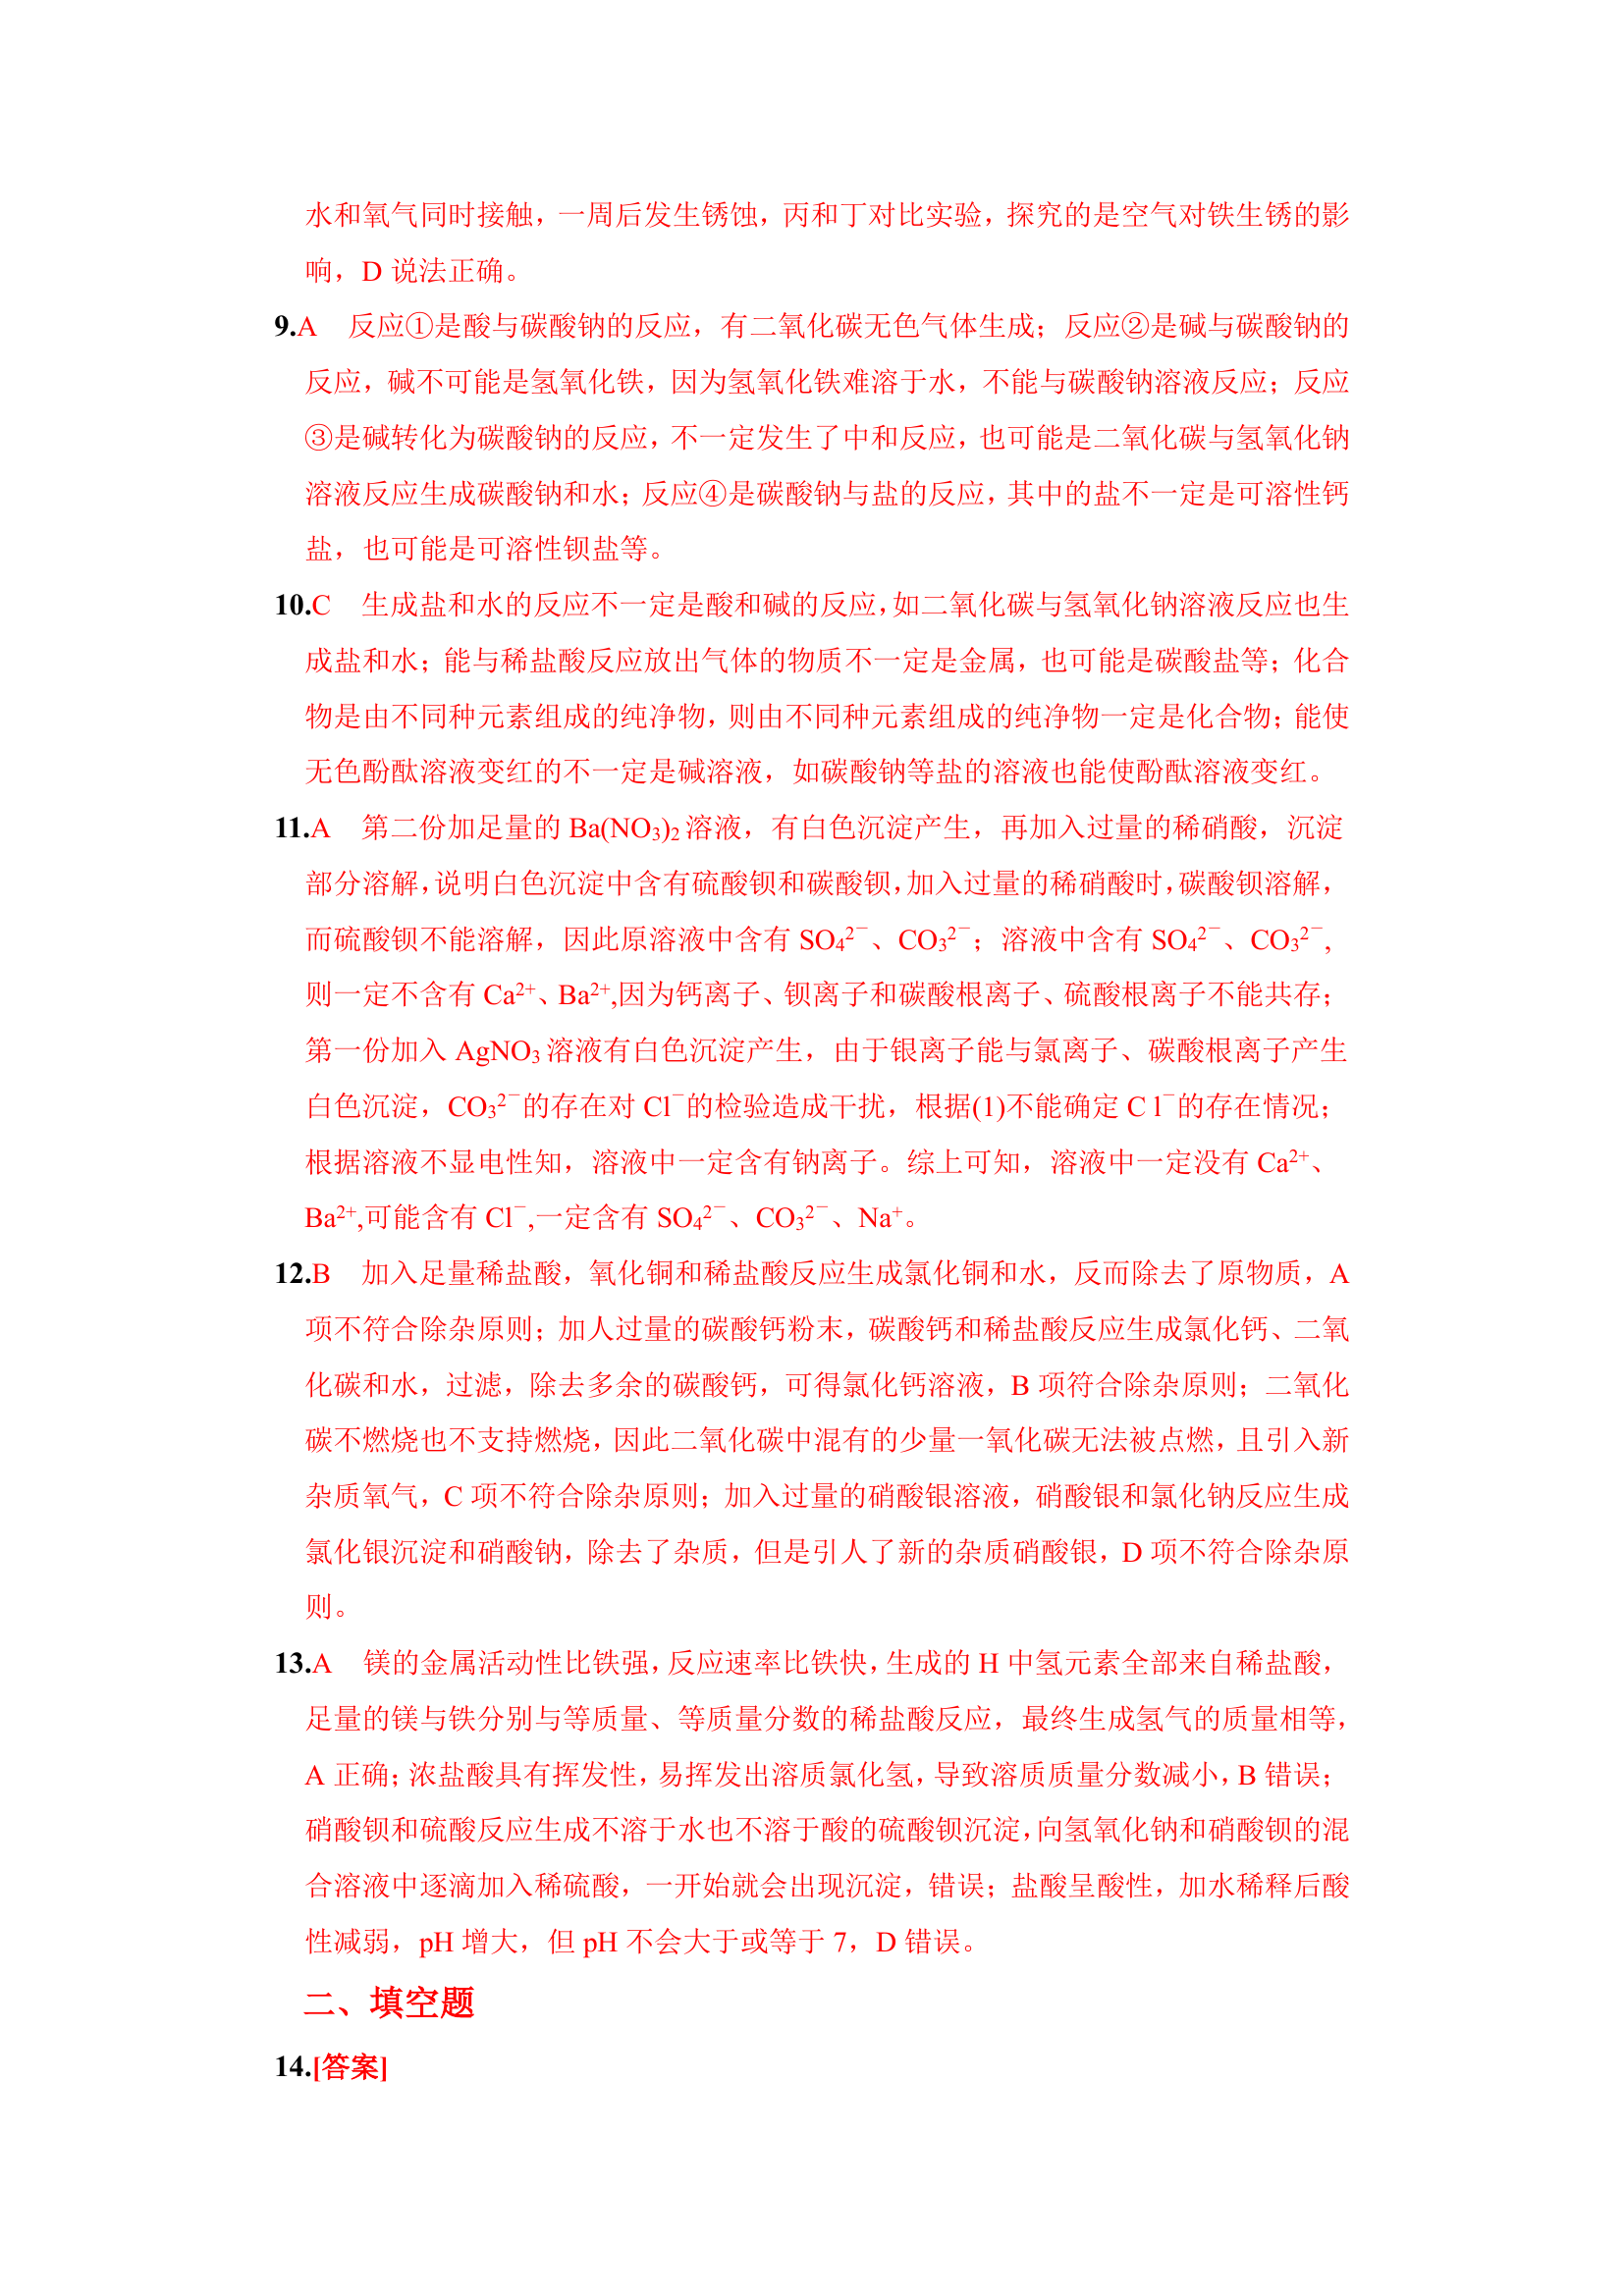 水和氧气同时接触，一周后发生锈蚀，丙和丁对比实验，探究的是空气对铁生锈的影
响，D 说法正确。
9.A　反应①是酸与碳酸钠的反应，有二氧化碳无色气体生成；反应②是碱与碳酸钠的
反应，碱不可能是氢氧化铁，因为氢氧化铁难溶于水，不能与碳酸钠溶液反应；反应
③是碱转化为碳酸钠的反应，不一定发生了中和反应，也可能是二氧化碳与氢氧化钠
溶液反应生成碳酸钠和水；反应④是碳酸钠与盐的反应，其中的盐不一定是可溶性钙
盐，也可能是可溶性钡盐等。
10.C　生成盐和水的反应不一定是酸和碱的反应，如二氧化碳与氢氧化钠溶液反应也生
成盐和水；能与稀盐酸反应放出气体的物质不一定是金属，也可能是碳酸盐等；化合
物是由不同种元素组成的纯净物，则由不同种元素组成的纯净物一定是化合物；能使
无色酚酞溶液变红的不一定是碱溶液，如碳酸钠等盐的溶液也能使酚酞溶液变红。
11.A　第二份加足量的 Ba(NO₃)₂ 溶液，有白色沉淀产生，再加入过量的稀硝酸，沉淀
部分溶解，说明白色沉淀中含有硫酸钡和碳酸钡，加入过量的稀硝酸时，碳酸钡溶解，
而硫酸钡不能溶解，因此原溶液中含有 SO₄²⁻、CO₃²⁻；溶液中含有 SO₄²⁻、CO₃²⁻,
则一定不含有 Ca²⁺、Ba²⁺,因为钙离子、钡离子和碳酸根离子、硫酸根离子不能共存；
第一份加入 AgNO₃ 溶液有白色沉淀产生，由于银离子能与氯离子、碳酸根离子产生
白色沉淀，CO₃²⁻的存在对 Cl⁻的检验造成干扰，根据(1)不能确定 C l⁻的存在情况；
根据溶液不显电性知，溶液中一定含有钠离子。综上可知，溶液中一定没有 Ca²⁺、
Ba²⁺,可能含有 Cl⁻,一定含有 SO₄²⁻、CO₃²⁻、Na⁺。
12.B　加入足量稀盐酸，氧化铜和稀盐酸反应生成氯化铜和水，反而除去了原物质，A
项不符合除杂原则；加人过量的碳酸钙粉末，碳酸钙和稀盐酸反应生成氯化钙、二氧
化碳和水，过滤，除去多余的碳酸钙，可得氯化钙溶液，B 项符合除杂原则；二氧化
碳不燃烧也不支持燃烧，因此二氧化碳中混有的少量一氧化碳无法被点燃，且引入新
杂质氧气，C 项不符合除杂原则；加入过量的硝酸银溶液，硝酸银和氯化钠反应生成
氯化银沉淀和硝酸钠，除去了杂质，但是引人了新的杂质硝酸银，D 项不符合除杂原
则。
13.A　镁的金属活动性比铁强，反应速率比铁快，生成的 H 中氢元素全部来自稀盐酸，
足量的镁与铁分别与等质量、等质量分数的稀盐酸反应，最终生成氢气的质量相等，
A 正确；浓盐酸具有挥发性，易挥发出溶质氯化氢，导致溶质质量分数减小，B 错误；
硝酸钡和硫酸反应生成不溶于水也不溶于酸的硫酸钡沉淀，向氢氧化钠和硝酸钡的混
合溶液中逐滴加入稀硫酸，一开始就会出现沉淀，错误；盐酸呈酸性，加水稀释后酸
性减弱，pH 增大，但 pH 不会大于或等于 7，D 错误。
二、填空题
14.[答案]